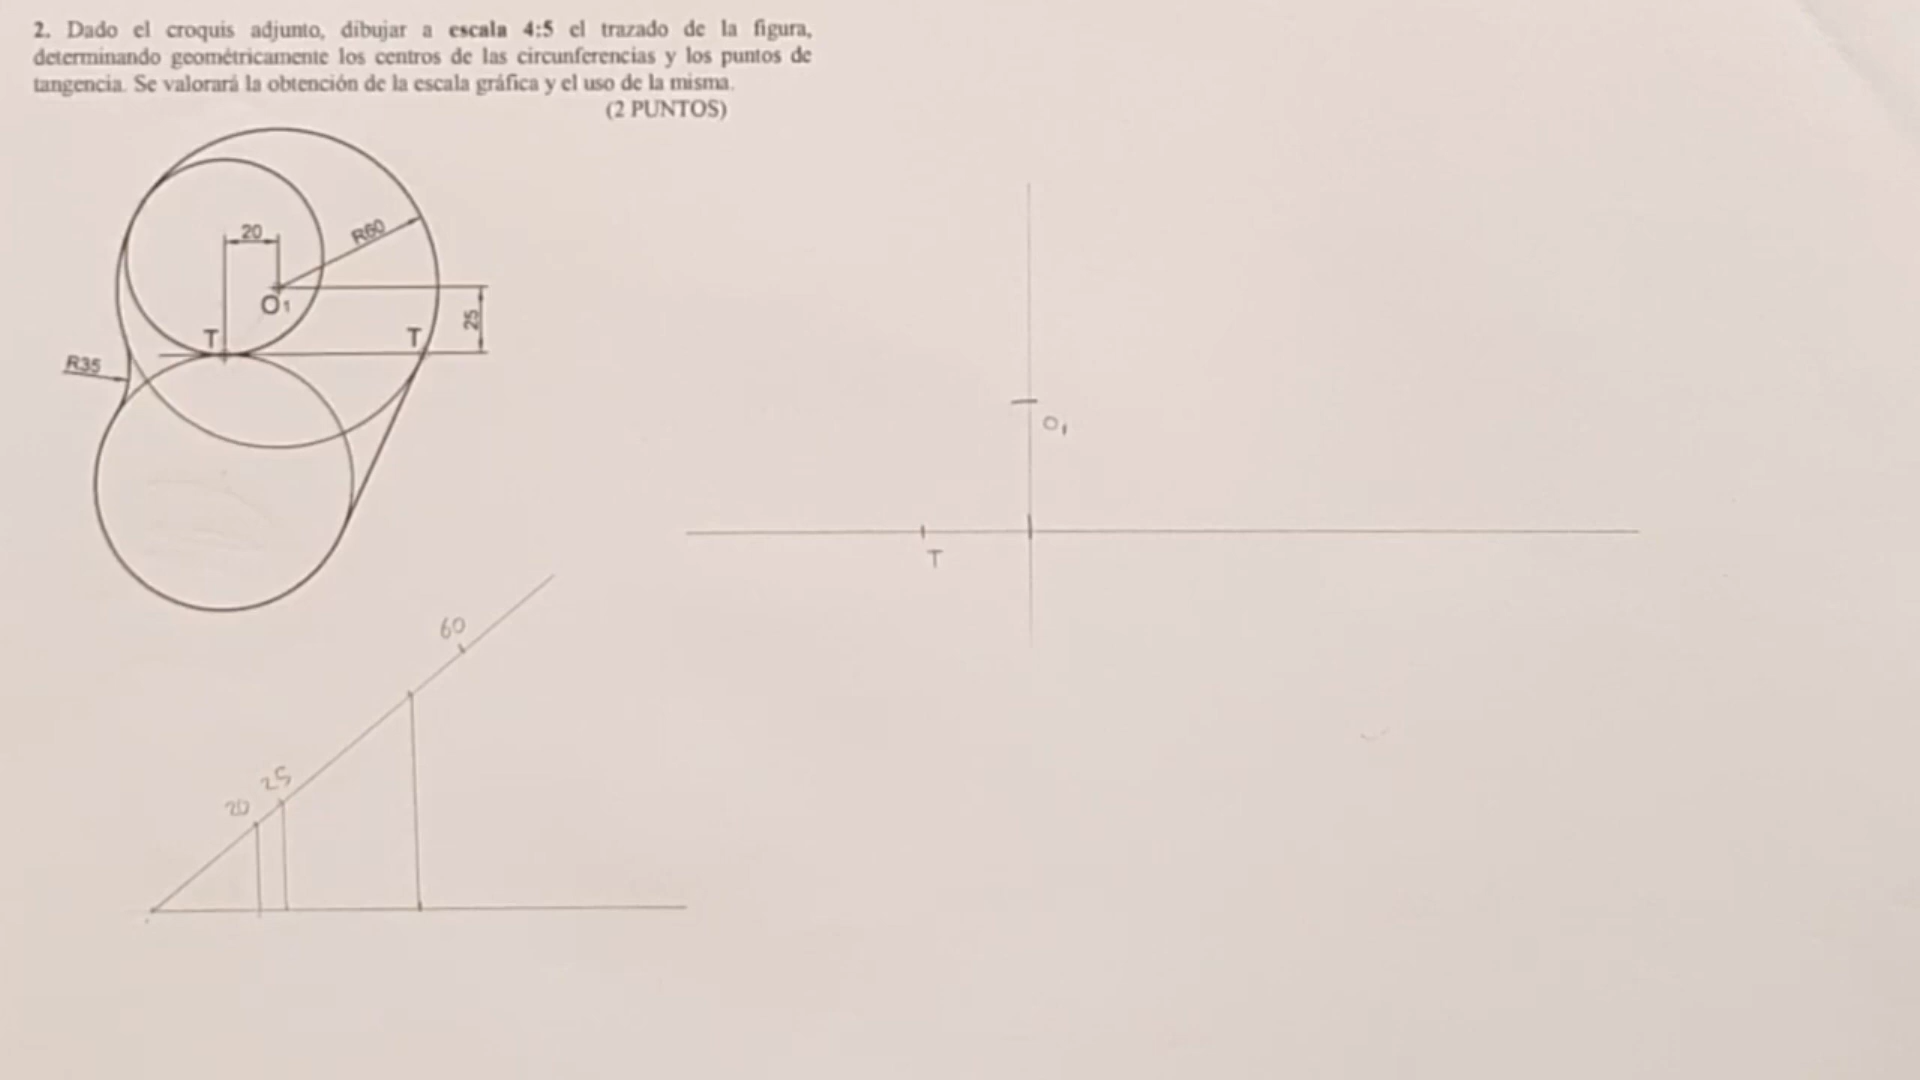 2. Dado el croquis adjunto, dibujar a escala 4:5 el trazado de la figura,
determinando geométricamente los centros de las circunferencias y los puntos de
tangencia. Se valorará la obtención de la escala gráfica y el uso de la misma.
(2 PUNTOS)
20
R60
O1
25
T
T
R35
O1
T
60
25
20